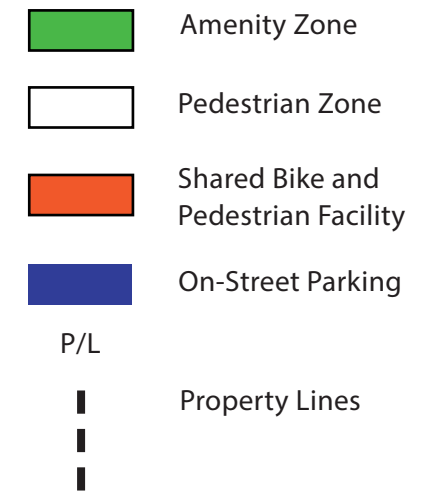 Amenity Zone
Pedestrian Zone
Shared Bike and
Pedestrian Facility
On-Street Parking
P/L
Property Lines